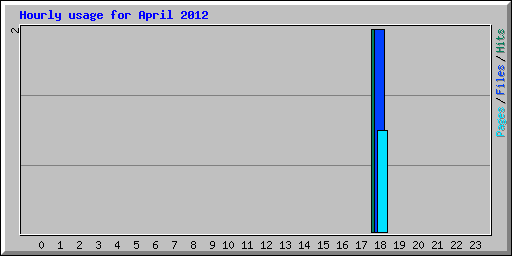 Hourly usage for April 2012
2
Pages/Files/Hits
0 1 2 3 4 5 6 7 8 9 10 11 12 13 14 15 16 17 18 19 20 21 22 23